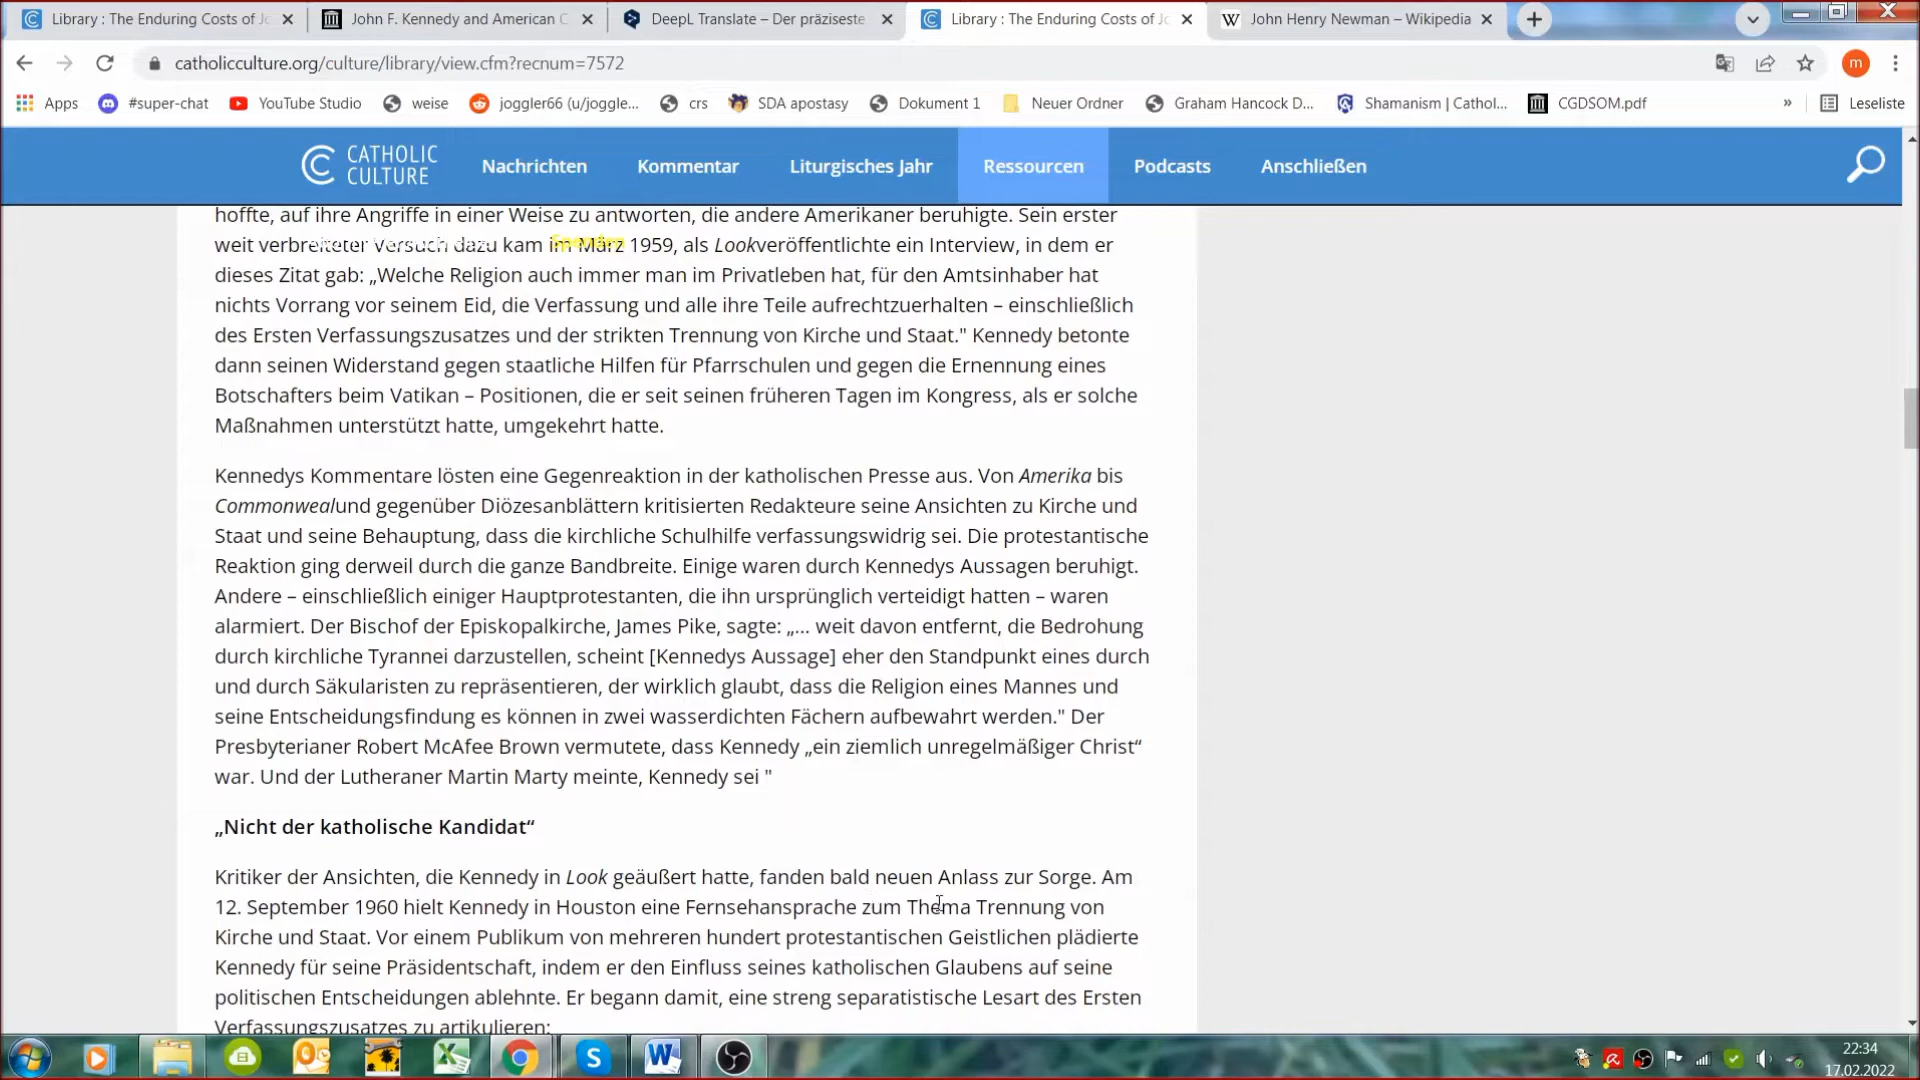 Library : The Enduring Costs of Jo
John F. Kennedy and American C
DeepL Translate – Der präziseste
Library : The Enduring Costs of Jo
John Henry Newman – Wikipedia
catholicculture.org/culture/library/view.cfm?recnum=7572
m
Apps
#super-chat
YouTube Studio
weise
joggler66 (u/joggle...
crs
SDA apostasy
Dokument 1
Neuer Ordner
Graham Hancock D...
Shamanism | Cathol...
CGDSOM.pdf
»
Leseliste
CATHOLIC
CULTURE
Nachrichten
Kommentar
Liturgisches Jahr
Ressourcen
Podcasts
Anschließen
hoffte, auf ihre Angriffe in einer Weise zu antworten, die andere Amerikaner beruhigte. Sein erster
Spenden
weit verbreiteter Versuch dazu kam im März 1959, als Lookveröffentlichte ein Interview, in dem er
dieses Zitat gab: „Welche Religion auch immer man im Privatleben hat, für den Amtsinhaber hat
nichts Vorrang vor seinem Eid, die Verfassung und alle ihre Teile aufrechtzuerhalten – einschließlich
des Ersten Verfassungszusatzes und der strikten Trennung von Kirche und Staat." Kennedy betonte
dann seinen Widerstand gegen staatliche Hilfen für Pfarrschulen und gegen die Ernennung eines
Botschafters beim Vatikan – Positionen, die er seit seinen früheren Tagen im Kongress, als er solche
Maßnahmen unterstützt hatte, umgekehrt hatte.
Kennedys Kommentare lösten eine Gegenreaktion in der katholischen Presse aus. Von Amerika bis
Commonwealund gegenüber Diözesanblättern kritisierten Redakteure seine Ansichten zu Kirche und
Staat und seine Behauptung, dass die kirchliche Schulhilfe verfassungswidrig sei. Die protestantische
Reaktion ging derweil durch die ganze Bandbreite. Einige waren durch Kennedys Aussagen beruhigt.
Andere – einschließlich einiger Hauptprotestanten, die ihn ursprünglich verteidigt hatten – waren
alarmiert. Der Bischof der Episkopalkirche, James Pike, sagte: „... weit davon entfernt, die Bedrohung
durch kirchliche Tyrannei darzustellen, scheint [Kennedys Aussage] eher den Standpunkt eines durch
und durch Säkularisten zu repräsentieren, der wirklich glaubt, dass die Religion eines Mannes und
seine Entscheidungsfindung es können in zwei wasserdichten Fächern aufbewahrt werden." Der
Presbyterianer Robert McAfee Brown vermutete, dass Kennedy „ein ziemlich unregelmäßiger Christ“
war. Und der Lutheraner Martin Marty meinte, Kennedy sei "
„Nicht der katholische Kandidat“
Kritiker der Ansichten, die Kennedy in Look geäußert hatte, fanden bald neuen Anlass zur Sorge. Am
12. September 1960 hielt Kennedy in Houston eine Fernsehansprache zum Thema Trennung von
Kirche und Staat. Vor einem Publikum von mehreren hundert protestantischen Geistlichen plädierte
Kennedy für seine Präsidentschaft, indem er den Einfluss seines katholischen Glaubens auf seine
politischen Entscheidungen ablehnte. Er begann damit, eine streng separatistische Lesart des Ersten
Verfassungszusatzes zu artikulieren:
22:34
17.02.2022